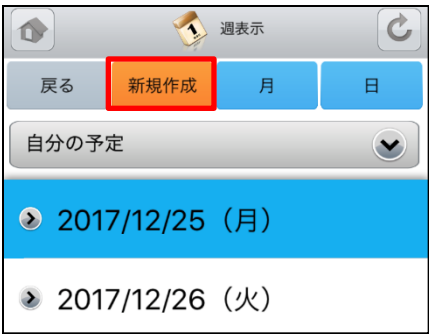 週表示
戻る 新規作成 月 日
自分の予定
2017/12/25（月）
2017/12/26（火）